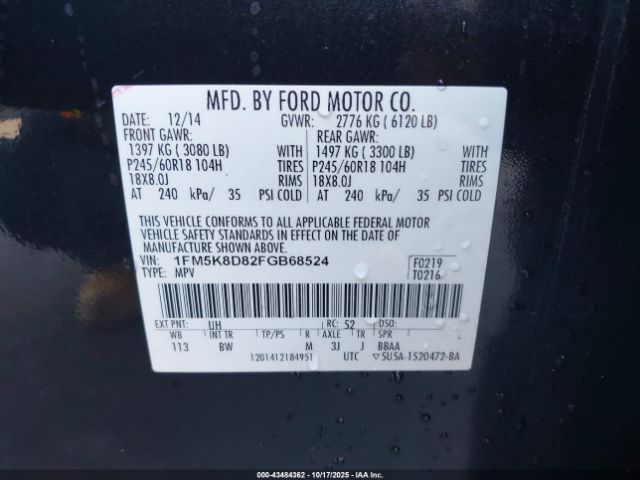 MFD. BY FORD MOTOR CO.
DATE: 12/14 GVWR: 2776 KG ( 6120 LB)
FRONT GAWR: REAR GAWR:
1397 KG ( 3080 LB) WITH 1497 KG ( 3300 LB) WITH
P245/60R18 104H TIRES P245/60R18 104H TIRES
18X8.0J RIMS 18X8.0J RIMS
AT 240 kPa/ 35 PSI COLD AT 240 kPa/ 35 PSI COLD
THIS VEHICLE CONFORMS TO ALL APPLICABLE FEDERAL MOTOR
VEHICLE SAFETY STANDARDS IN EFFECT ON THE DATE OF
MANUFACTURE SHOWN ABOVE.
VIN: 1FM5K8D82FGB68524 F0219
TYPE: MPV T0216
EXT PNT: UH RC: 52 DSO:
WB INT TR TP/PS R AXLE TR SPR
113 BW M 3J J BBAA
1201412184951 UTC ▽5U5A-1520472-BA
000-43484362 | 10/17/2025 | IAAI, Inc. Copyright